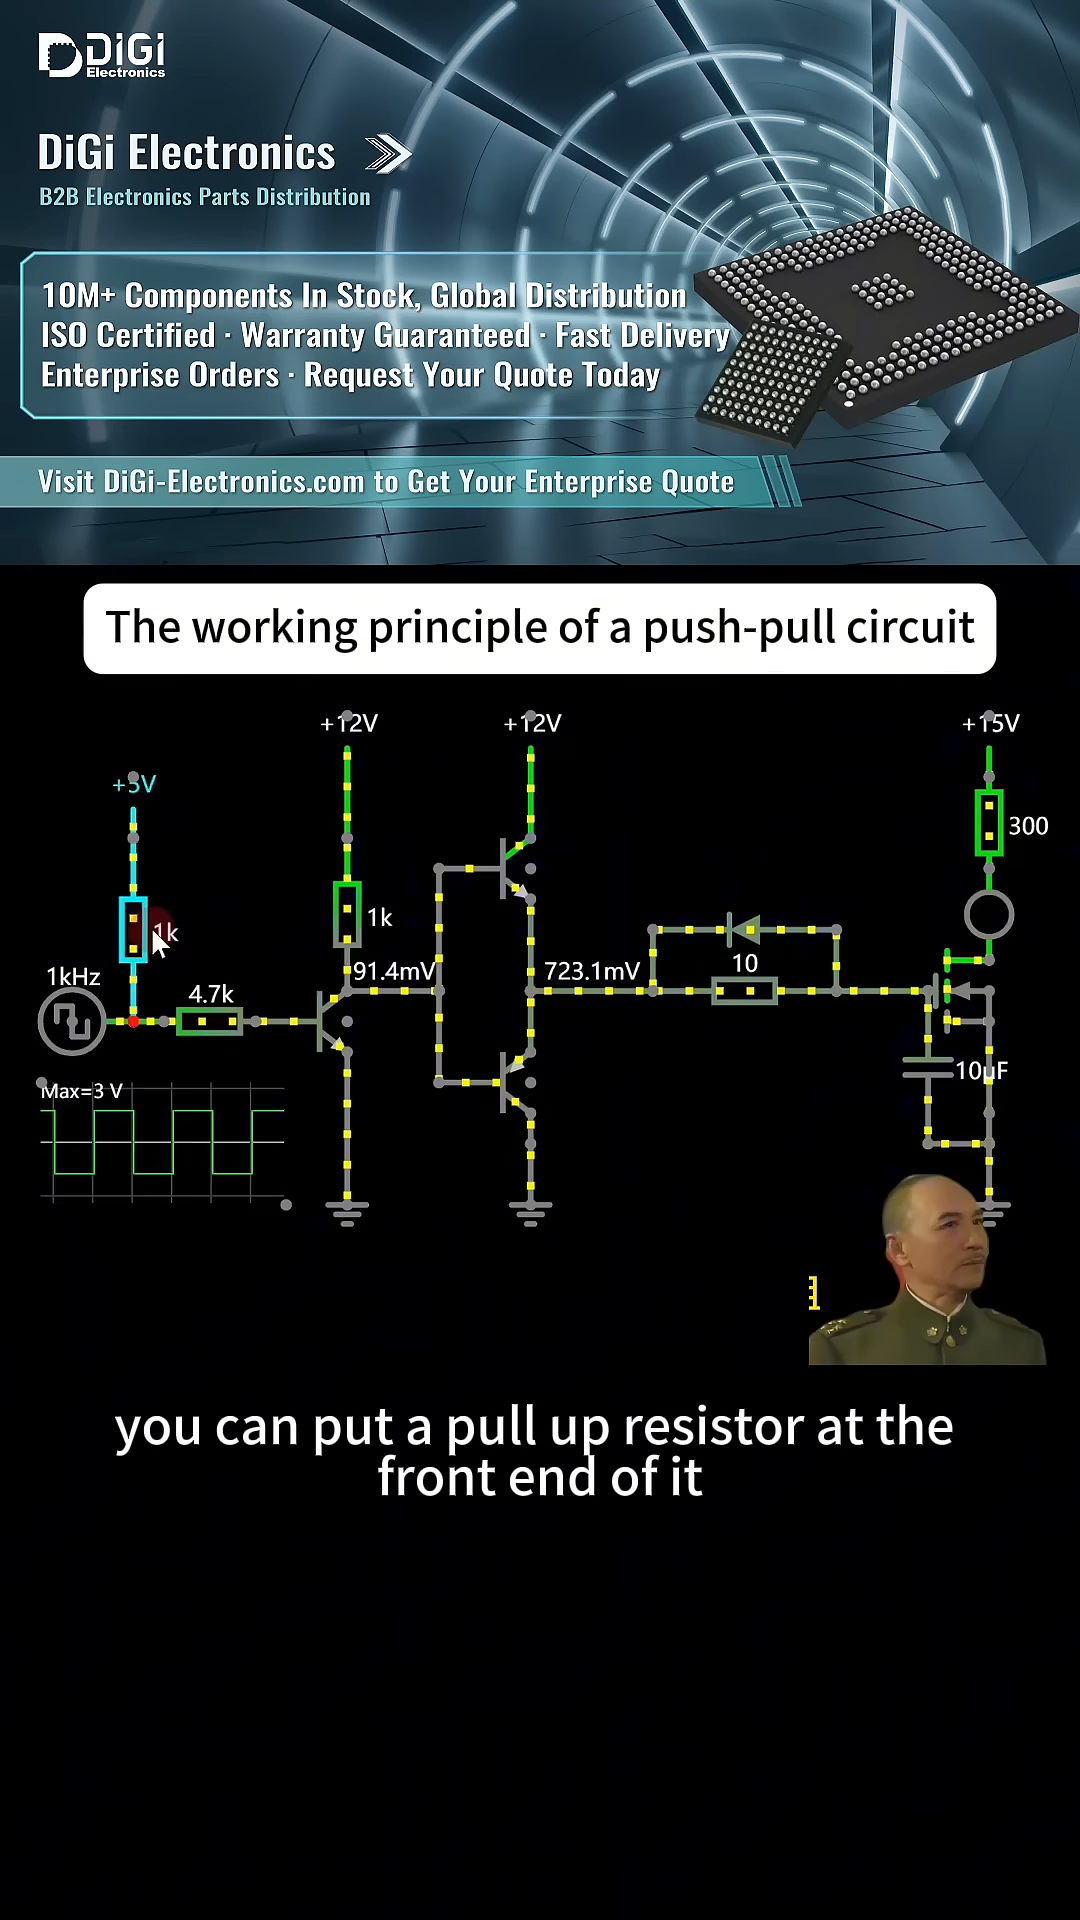 DiGi
Electronics
DiGi Electronics
B2B Electronics Parts Distribution
10M+ Components In Stock, Global Distribution
ISO Certified · Warranty Guaranteed · Fast Delivery
Enterprise Orders · Request Your Quote Today
Visit DiGi-Electronics.com to Get Your Enterprise Quote
The working principle of a push-pull circuit
+12V
+12V
+15V
+5V
300
1k
1k
91.4mV
723.1mV
10
1kHz
4.7k
10µF
Max=3 V
you can put a pull up resistor at the
front end of it